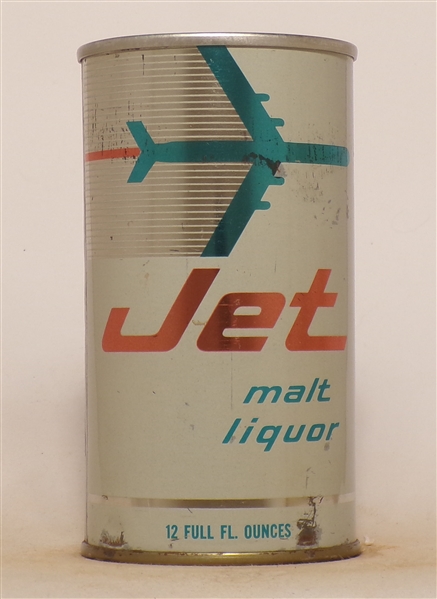 Jet
malt
liquor
12 FULL FL. OUNCES